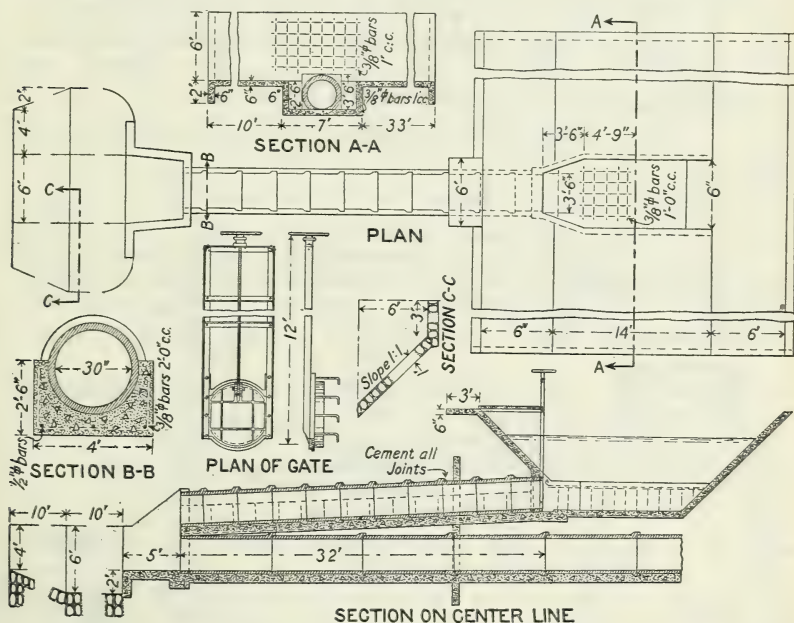 6'
2'
6"
6"
6"
2'-6"
3'-6"
3/8"ϕ bars 1' c.c.
3/8"ϕ bars 1'c.c.
10'
7'
33'
SECTION A-A
A
2'
4'
6'
C
C
B
B
PLAN
6'
3'-6"
4'-9"
3'-6"
3/8"ϕ bars 1'-0"c.c.
6"
6"
14'
6'
A
30"
2'-6"
4'
1/2"ϕ bars
3/8"ϕ bars 2'-0"c.c.
SECTION B-B
12'
PLAN OF GATE
6'
3'
Slope 1:1
1'
SECTION C-C
3'
6"
Cement all
Joints
10'
10'
4'
6'
2'
5'
32'
SECTION ON CENTER LINE